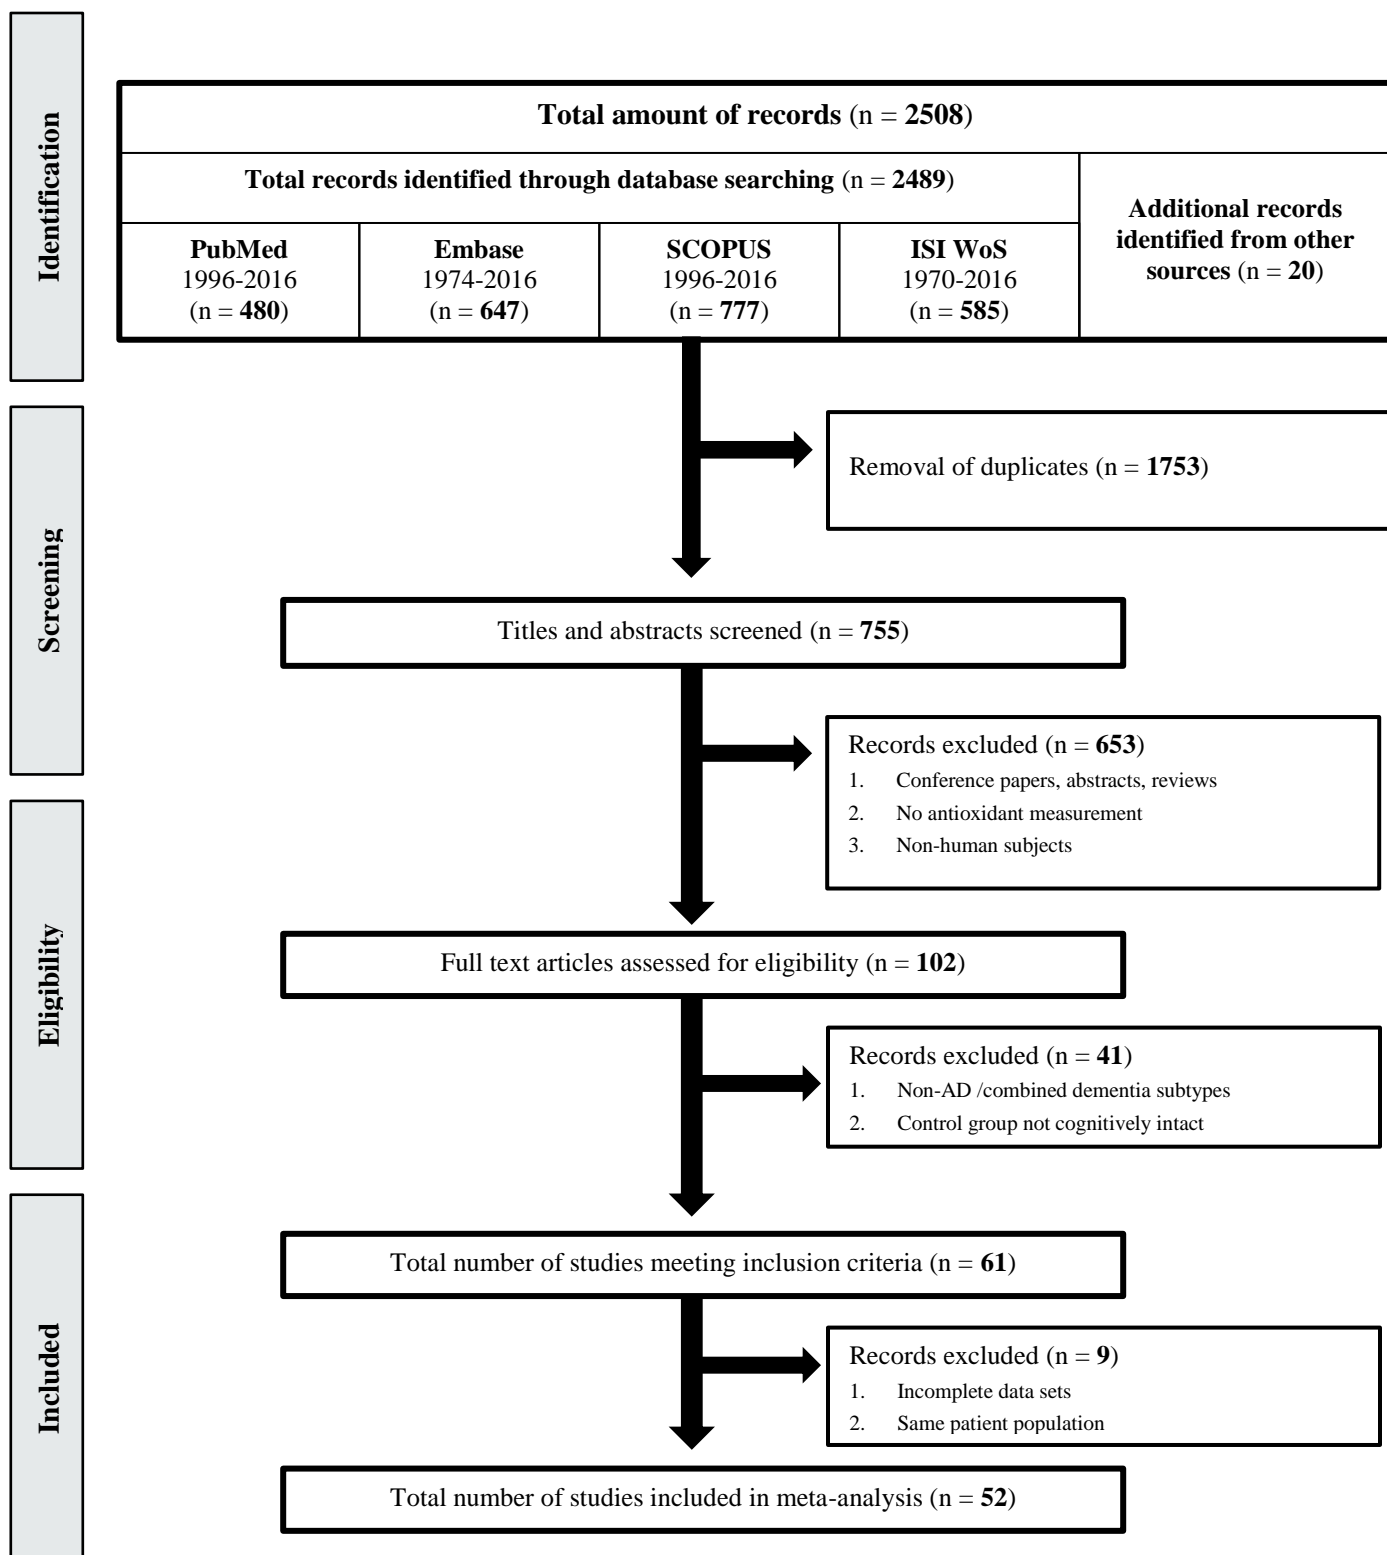 Identification
Total amount of records (n = 2508)
Total records identified through database searching (n = 2489)
PubMed
1996-2016
(n = 480)
Embase
1974-2016
(n = 647)
SCOPUS
1996-2016
(n = 777)
ISI WoS
1970-2016
(n = 585)
Additional records
identified from other
sources (n = 20)
Screening
Removal of duplicates (n = 1753)
Titles and abstracts screened (n = 755)
Records excluded (n = 653)
1. Conference papers, abstracts, reviews
2. No antioxidant measurement
3. Non-human subjects
Eligibility
Full text articles assessed for eligibility (n = 102)
Records excluded (n = 41)
1. Non-AD /combined dementia subtypes
2. Control group not cognitively intact
Included
Total number of studies meeting inclusion criteria (n = 61)
Records excluded (n = 9)
1. Incomplete data sets
2. Same patient population
Total number of studies included in meta-analysis (n = 52)